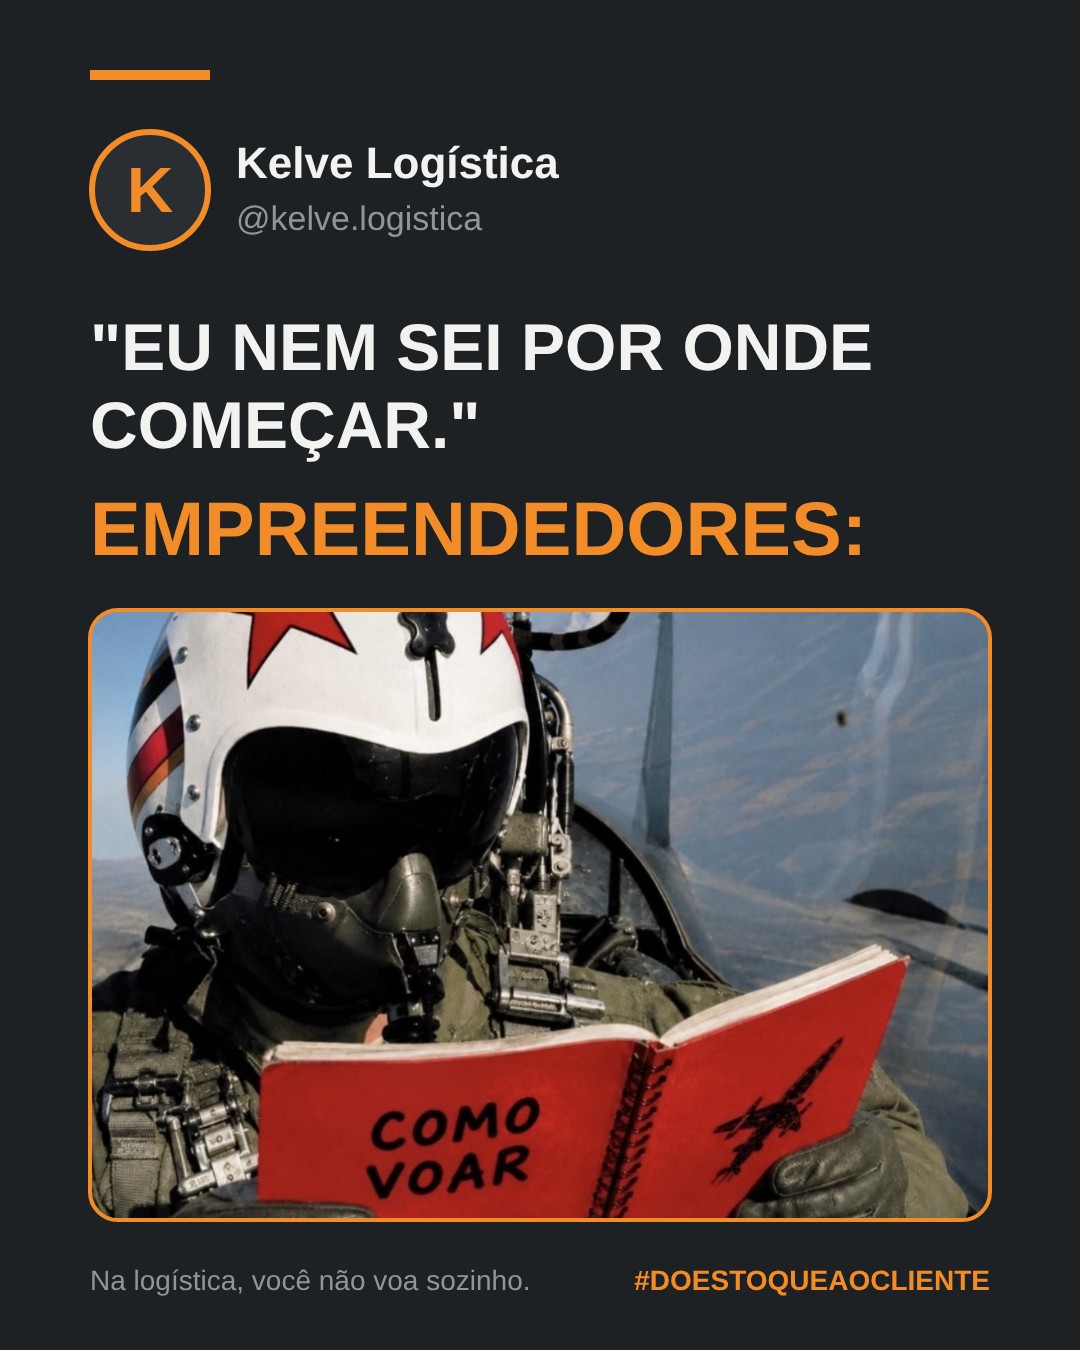 K
Kelve Logística
@kelve.logistica
"EU NEM SEI POR ONDE
COMEÇAR."
EMPREENDEDORES:
COMO
VOAR
Na logística, você não voa sozinho.
#DOESTOQUEAOCLIENTE